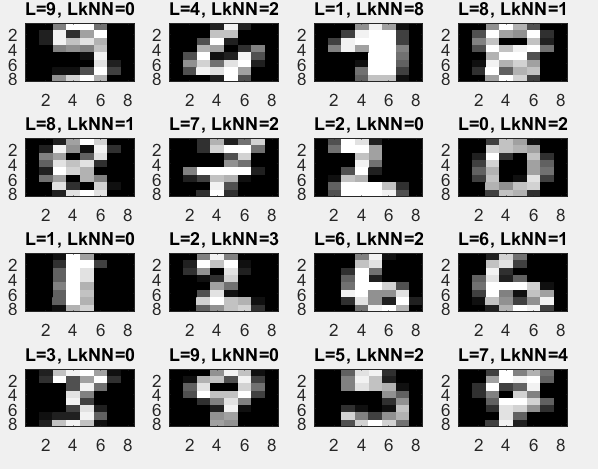 L=9, LkNN=0 L=4, LkNN=2 L=1, LkNN=8 L=8, LkNN=1
2 2 2 2
4 4 4 4
6 6 6 6
8 8 8 8
2 4 6 8 2 4 6 8 2 4 6 8 2 4 6 8
L=8, LkNN=1 L=7, LkNN=2 L=2, LkNN=0 L=0, LkNN=2
2 2 2 2
4 4 4 4
6 6 6 6
8 8 8 8
2 4 6 8 2 4 6 8 2 4 6 8 2 4 6 8
L=1, LkNN=0 L=2, LkNN=3 L=6, LkNN=2 L=6, LkNN=1
2 2 2 2
4 4 4 4
6 6 6 6
8 8 8 8
2 4 6 8 2 4 6 8 2 4 6 8 2 4 6 8
L=3, LkNN=0 L=9, LkNN=0 L=5, LkNN=2 L=7, LkNN=4
2 2 2 2
4 4 4 4
6 6 6 6
8 8 8 8
2 4 6 8 2 4 6 8 2 4 6 8 2 4 6 8